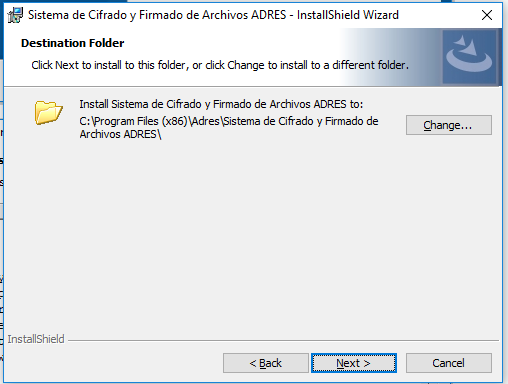 Sistema de Cifrado y Firmado de Archivos ADRES - InstallShield Wizard
Destination Folder
Click Next to install to this folder, or click Change to install to a different folder.
Install Sistema de Cifrado y Firmado de Archivos ADRES to:
C:\Program Files (x86)\Adres\Sistema de Cifrado y Firmado de
Archivos ADRES\
Change...
InstallShield
< Back
Next >
Cancel